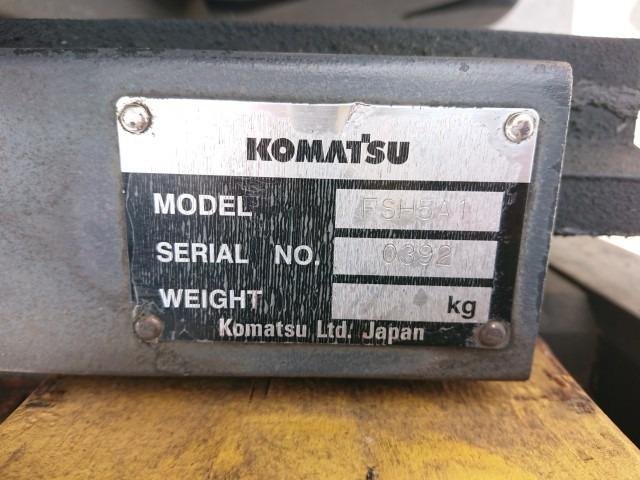 KOMATSU
MODEL FSH5A1
SERIAL NO. 0392
WEIGHT kg
Komatsu Ltd. Japan